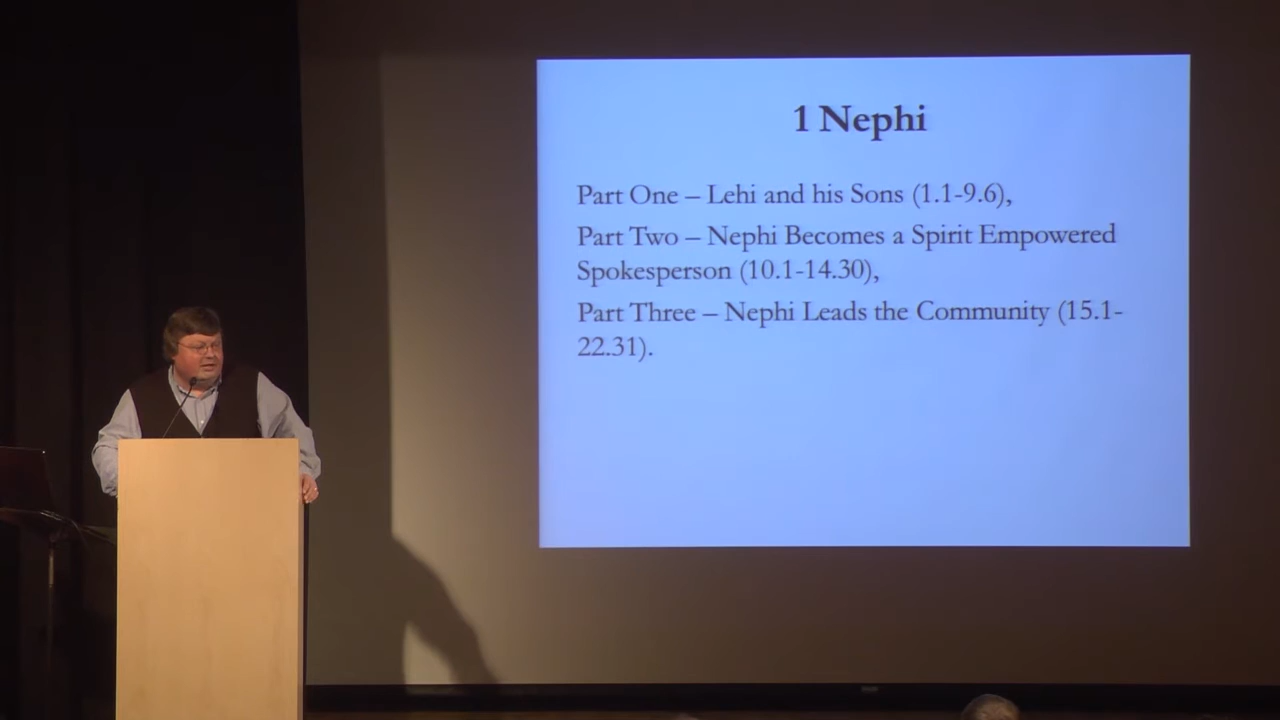 1 Nephi
Part One – Lehi and his Sons (1.1-9.6),
Part Two – Nephi Becomes a Spirit Empowered
Spokesperson (10.1-14.30),
Part Three – Nephi Leads the Community (15.1-
22.31).